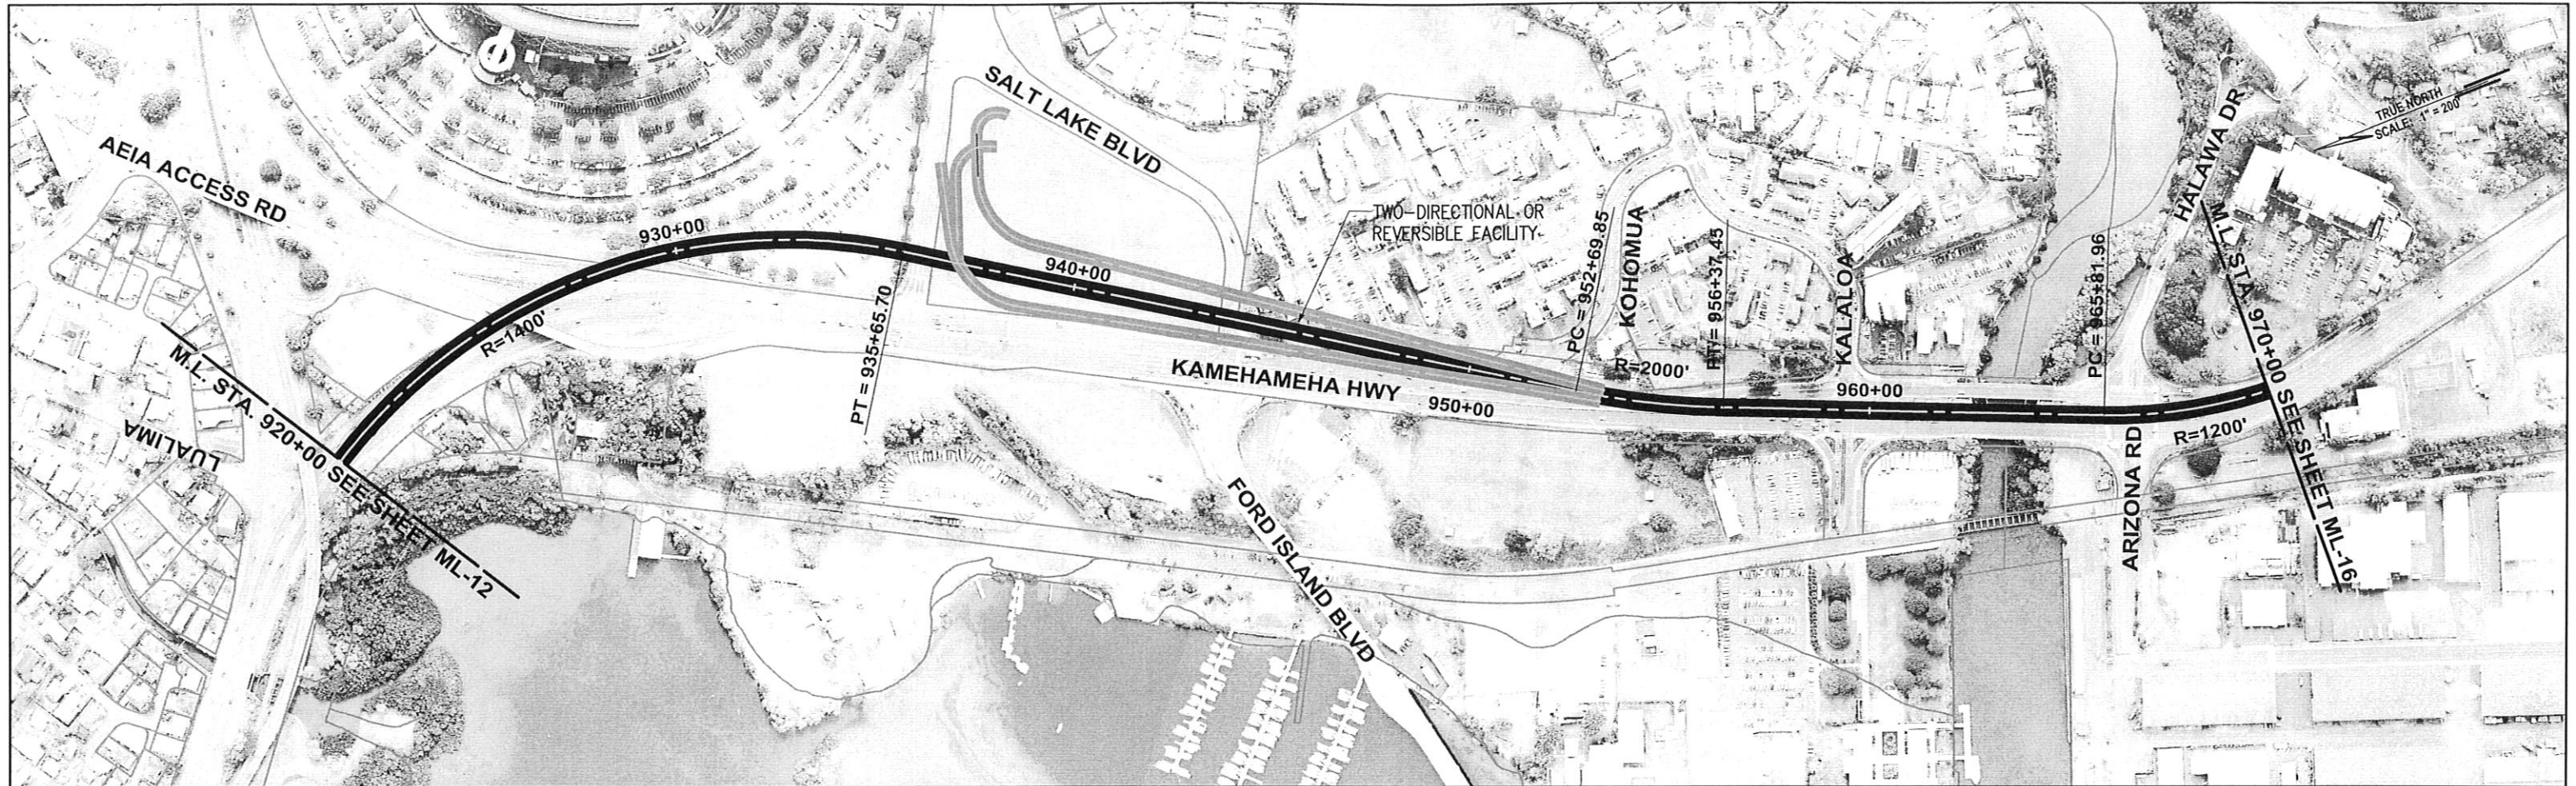 AEIA ACCESS RD
LUALIMA
M.L. STA. 920+00 SEE SHEET ML-12
R=1400'
930+00
PT = 935+65.70
SALT LAKE BLVD
940+00
TWO-DIRECTIONAL OR
REVERSIBLE FACILITY
KAMEHAMEHA HWY
950+00
FORD ISLAND BLVD
PC = 952+69.85
KOHOMUA
R=2000'
PT = 956+37.45
KALALOA
960+00
PC = 965+81.96
HALAWA DR
ARIZONA RD
R=1200'
M.L. STA. 970+00 SEE SHEET ML-16
TRUE NORTH
SCALE: 1" = 200'